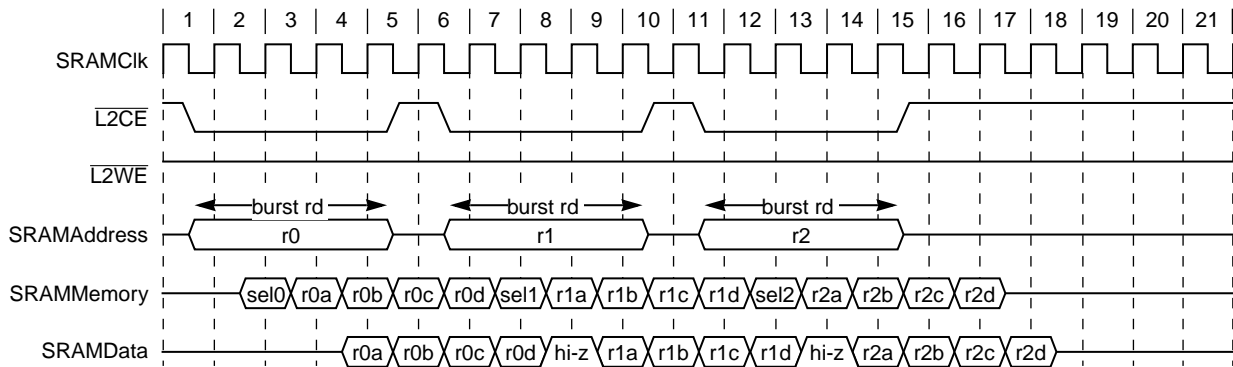 1 2 3 4 5 6 7 8 9 10 11 12 13 14 15 16 17 18 19 20 21
SRAMClk
L2CE
L2WE
burst rd burst rd burst rd
SRAMAddress r0 r1 r2
SRAMMemory sel0 r0a r0b r0c r0d sel1 r1a r1b r1c r1d sel2 r2a r2b r2c r2d
SRAMData r0a r0b r0c r0d hi-z r1a r1b r1c r1d hi-z r2a r2b r2c r2d